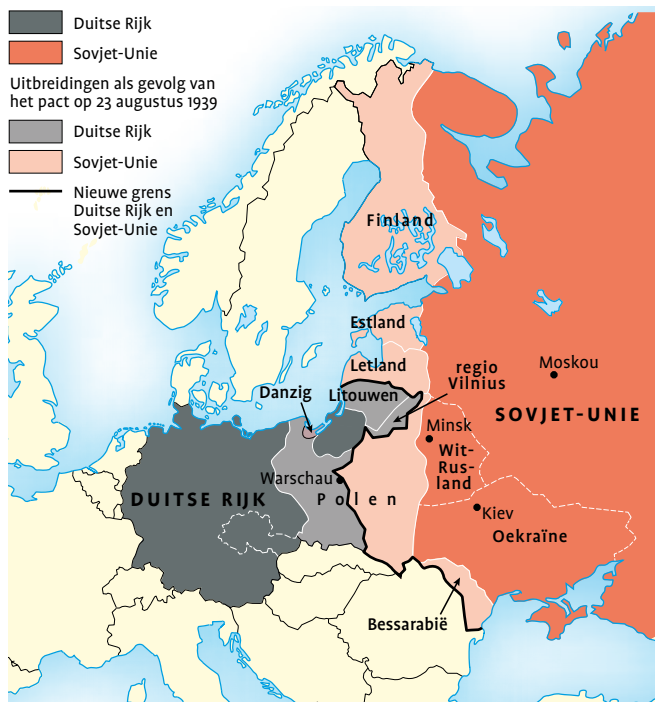 Duitse Rijk
Sovjet-Unie
Uitbreidingen als gevolg van
het pact op 23 augustus 1939
Duitse Rijk
Sovjet-Unie
Nieuwe grens
Duitse Rijk en
Sovjet-Unie
Finland
Estland
Letland
regio
Vilnius
Moskou
Danzig
Litouwen
SOVJET-UNIE
Minsk
Wit-
Rus-
land
Warschau
DUITSE RIJK
Polen
Kiev
Oekraïne
Bessarabië